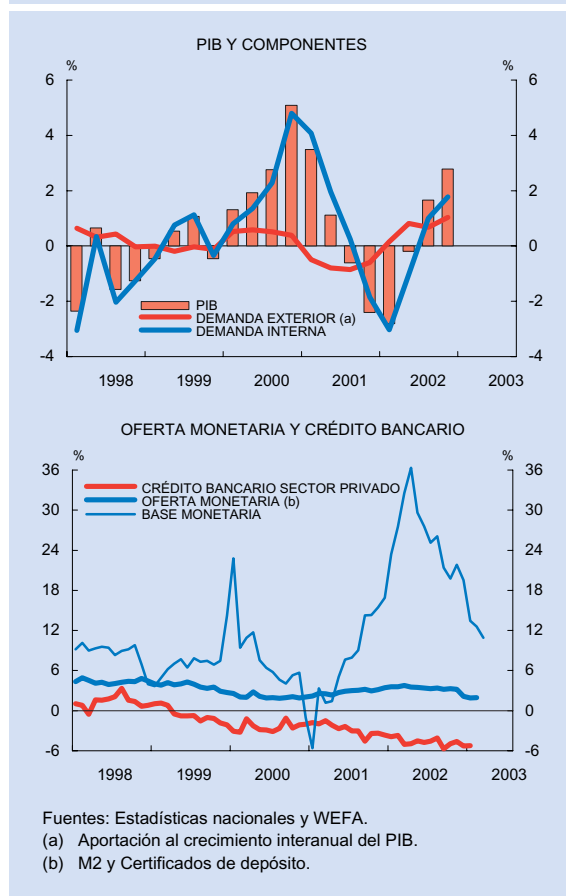 PIB Y COMPONENTES
% %
6 6
4 4
2 2
0 0
-2 -2
-4 -4
PIB
DEMANDA EXTERIOR (a)
DEMANDA INTERNA
1998 1999 2000 2001 2002 2003
OFERTA MONETARIA Y CRÉDITO BANCARIO
% %
36 36
30 30
24 24
18 18
12 12
6 6
0 0
-6 -6
CRÉDITO BANCARIO SECTOR PRIVADO
OFERTA MONETARIA (b)
BASE MONETARIA
1998 1999 2000 2001 2002 2003
Fuentes: Estadísticas nacionales y WEFA.
(a) Aportación al crecimiento interanual del PIB.
(b) M2 y Certificados de depósito.